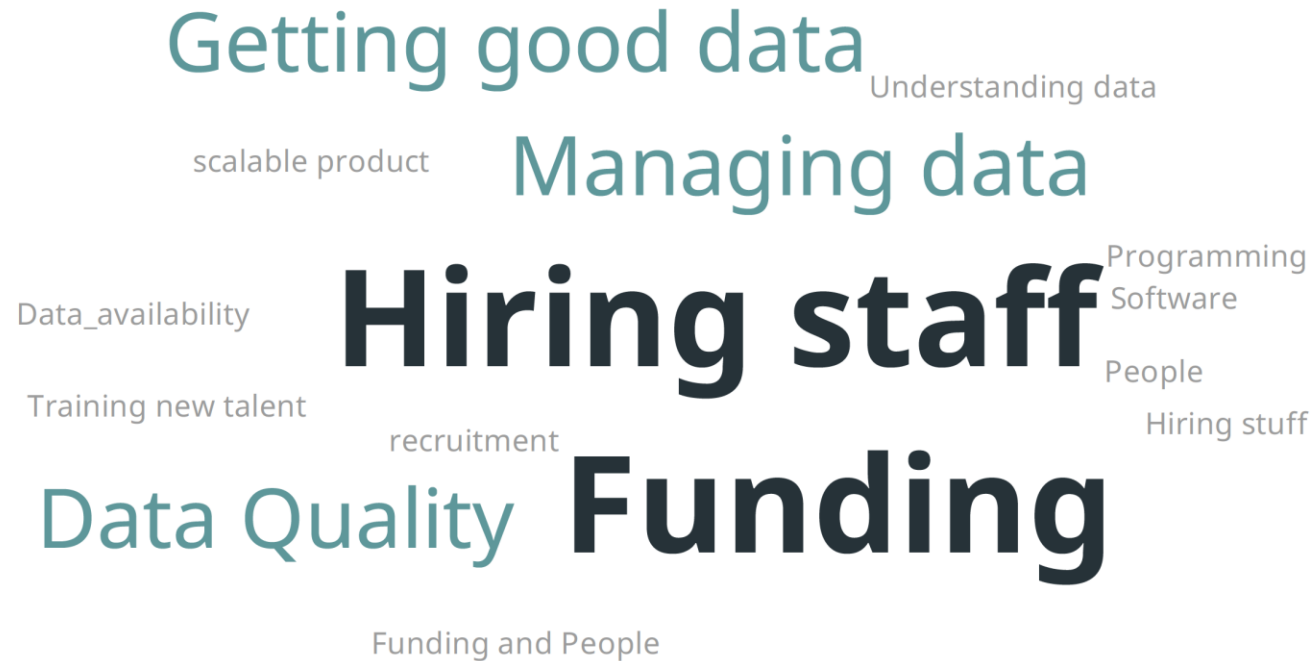 Getting good data
Understanding data
scalable product
Managing data
Programming
Hiring staff
Software
Data_availability
People
Training new talent
Hiring stuff
recruitment
Funding
Data Quality
Funding and People